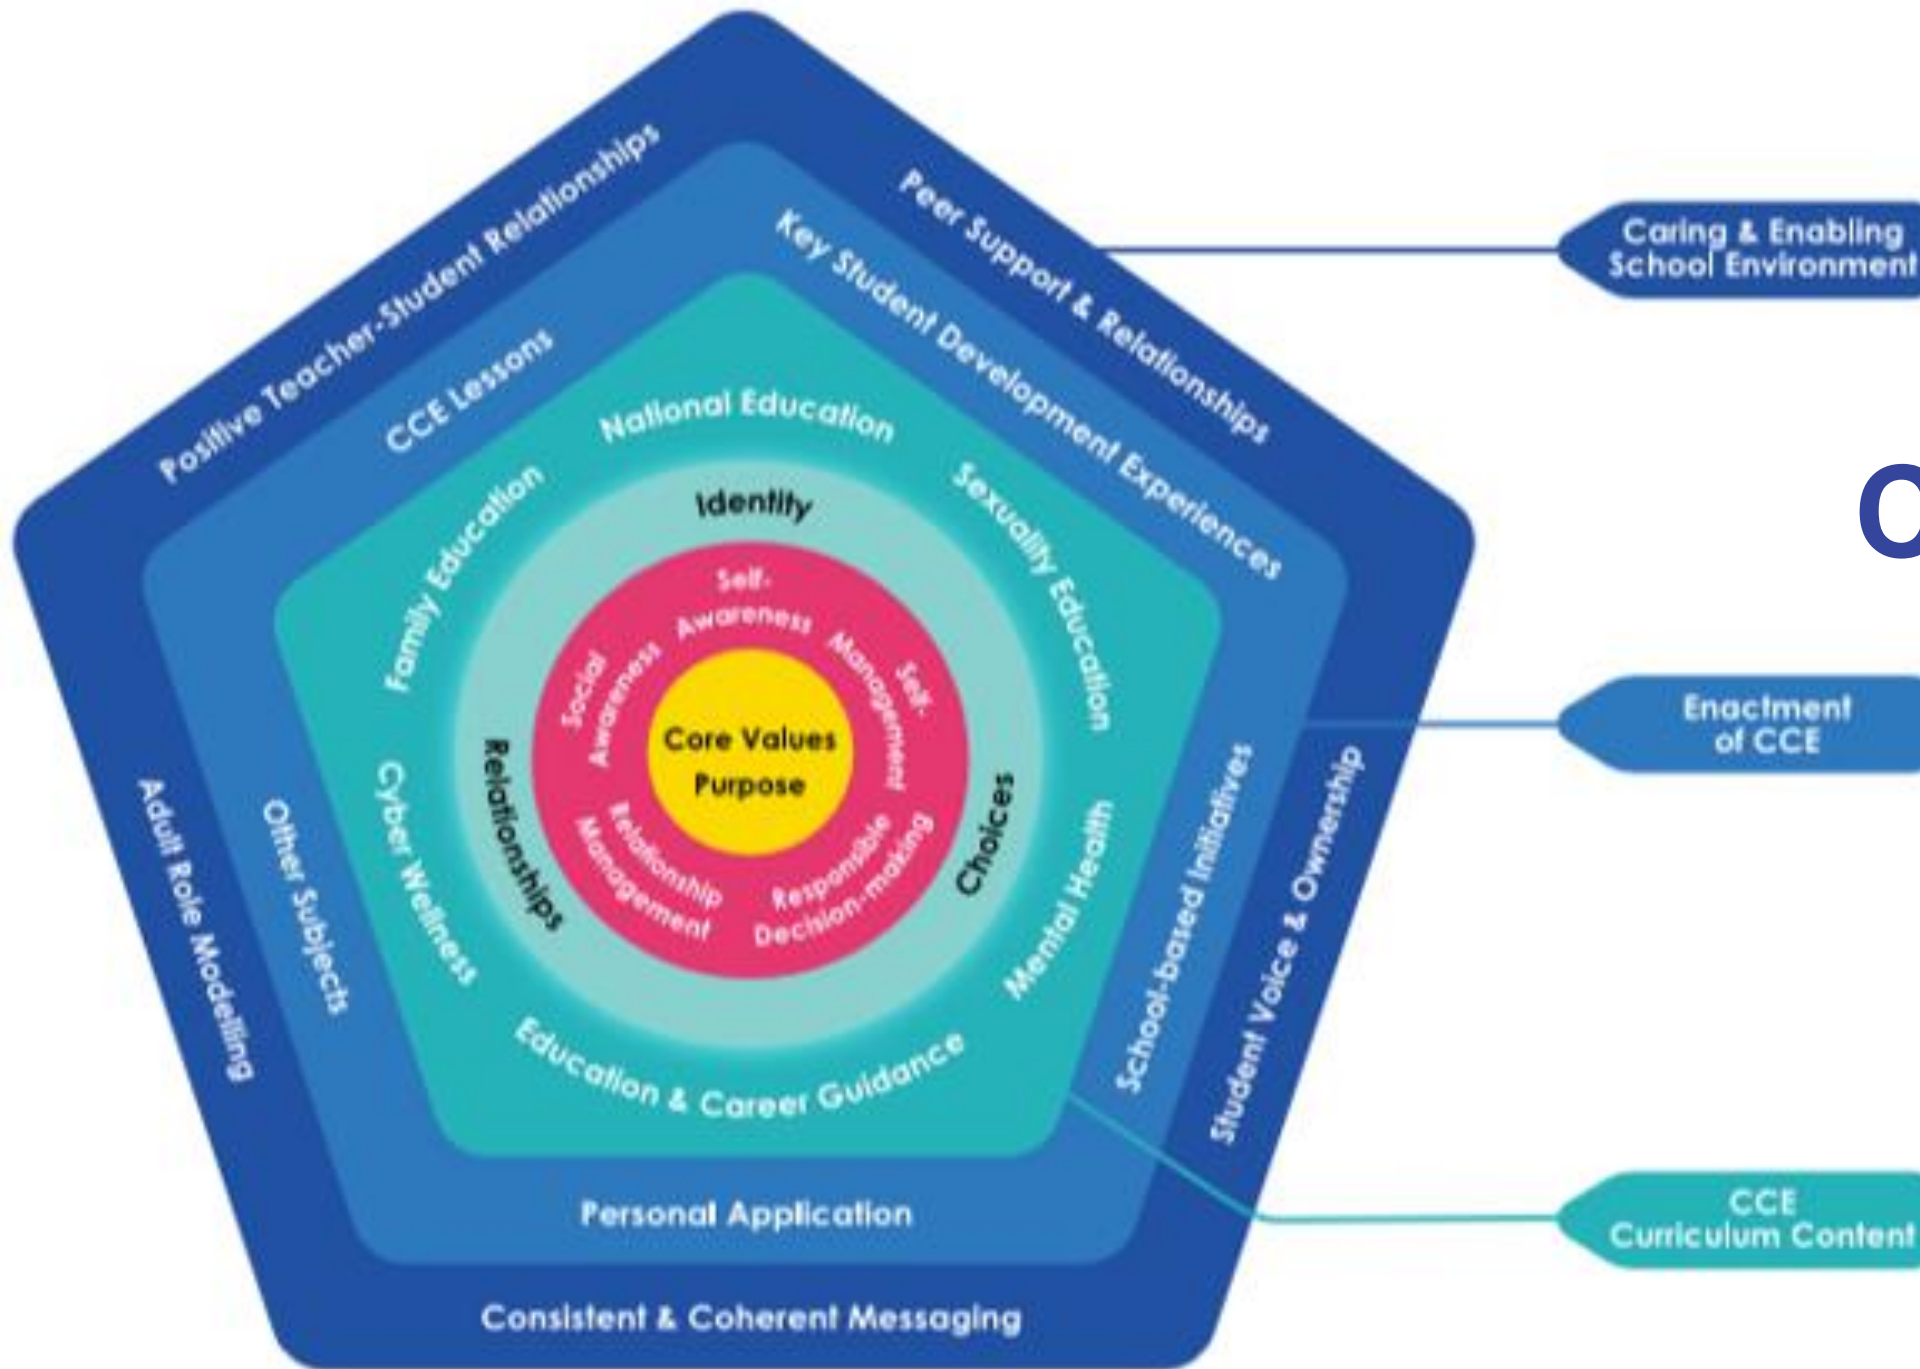 Positive Teacher-Student Relationships
Peer Support & Relationships
Caring & Enabling
School Environment
Key Student Development Experiences
CCE Lessons
National Education
Family Education
Sexuality Education
Identity
Self-
Awareness
Social
Awareness
Self-
Management
Core Values
Purpose
Relationships
Choices
Relationship
Management
Responsible
Decision-making
Cyber Wellness
Mental Health
Education & Career Guidance
Other Subjects
School-based Initiatives
Adult Role Modelling
Student Voice & Ownership
Enactment
of CCE
C
Personal Application
Consistent & Coherent Messaging
CCE
Curriculum Content